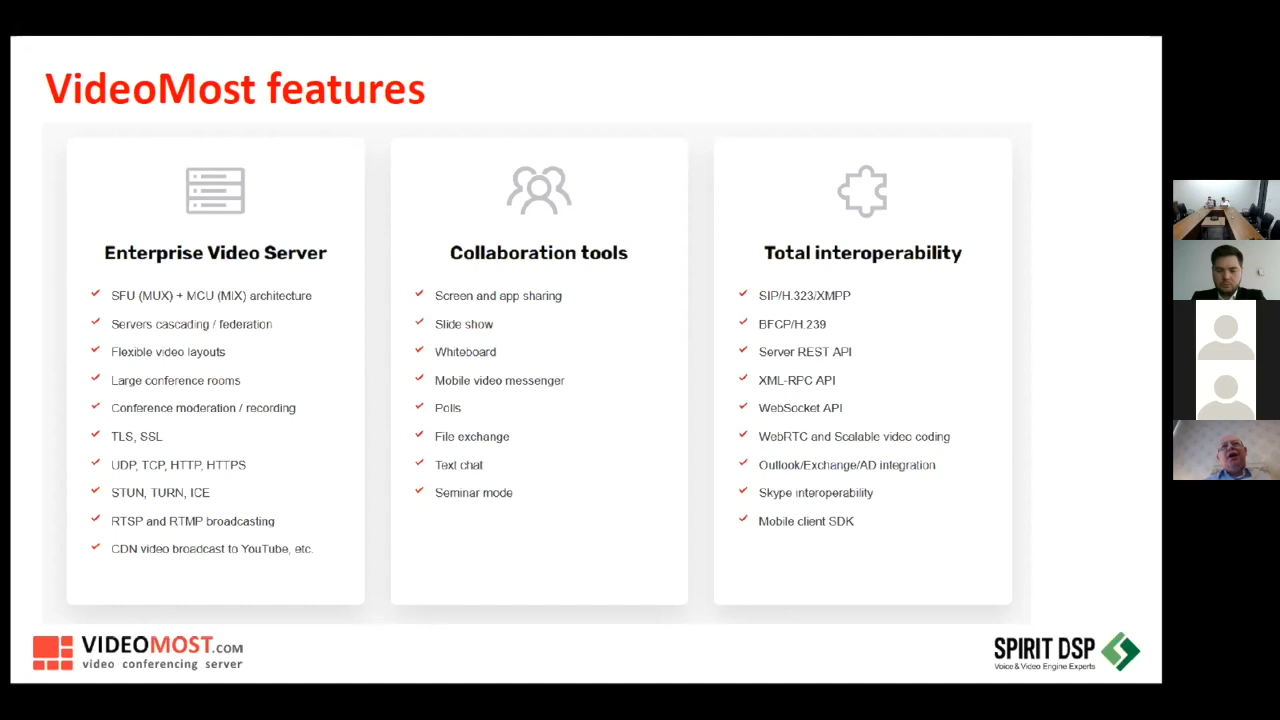 VideoMost features
Enterprise Video Server
SFU (MUX) + MCU (MIX) architecture
Servers cascading / federation
Flexible video layouts
Large conference rooms
Conference moderation / recording
TLS, SSL
UDP, TCP, HTTP, HTTPS
STUN, TURN, ICE
RTSP and RTMP broadcasting
CDN video broadcast to YouTube, etc.
Collaboration tools
Screen and app sharing
Slide show
Whiteboard
Mobile video messenger
Polls
File exchange
Text chat
Seminar mode
Total interoperability
SIP/H.323/XMPP
BFCP/H.239
Server REST API
XML-RPC API
WebSocket API
WebRTC and Scalable video coding
Outlook/Exchange/AD integration
Skype interoperability
Mobile client SDK
VIDEOMOST.COM
video conferencing server
SPIRIT DSP
Voice & Video Engine Experts